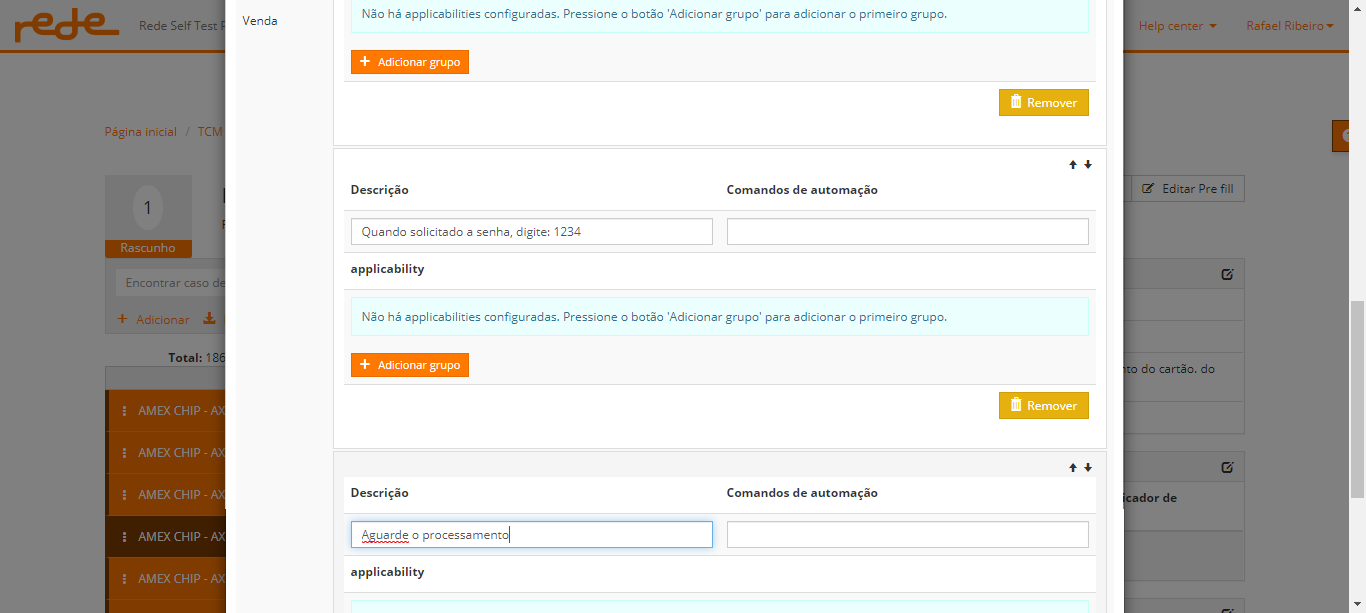 rede
Rede Self Test
Help center
Rafael Ribeiro
Venda
Não há applicabilities configuradas. Pressione o botão 'Adicionar grupo' para adicionar o primeiro grupo.
+ Adicionar grupo
Remover
Página inicial / TCM
1
Rascunho
Editar Pre fill
Descrição
Comandos de automação
Quando solicitado a senha, digite: 1234
applicability
Encontrar caso de
Não há applicabilities configuradas. Pressione o botão 'Adicionar grupo' para adicionar o primeiro grupo.
+ Adicionar
Total: 186
+ Adicionar grupo
nto do cartão. do
Remover
AMEX CHIP - AX
AMEX CHIP - AX
AMEX CHIP - AX
AMEX CHIP - AX
AMEX CHIP - AX
Descrição
Comandos de automação
icador de
Aguarde o processamento
applicability